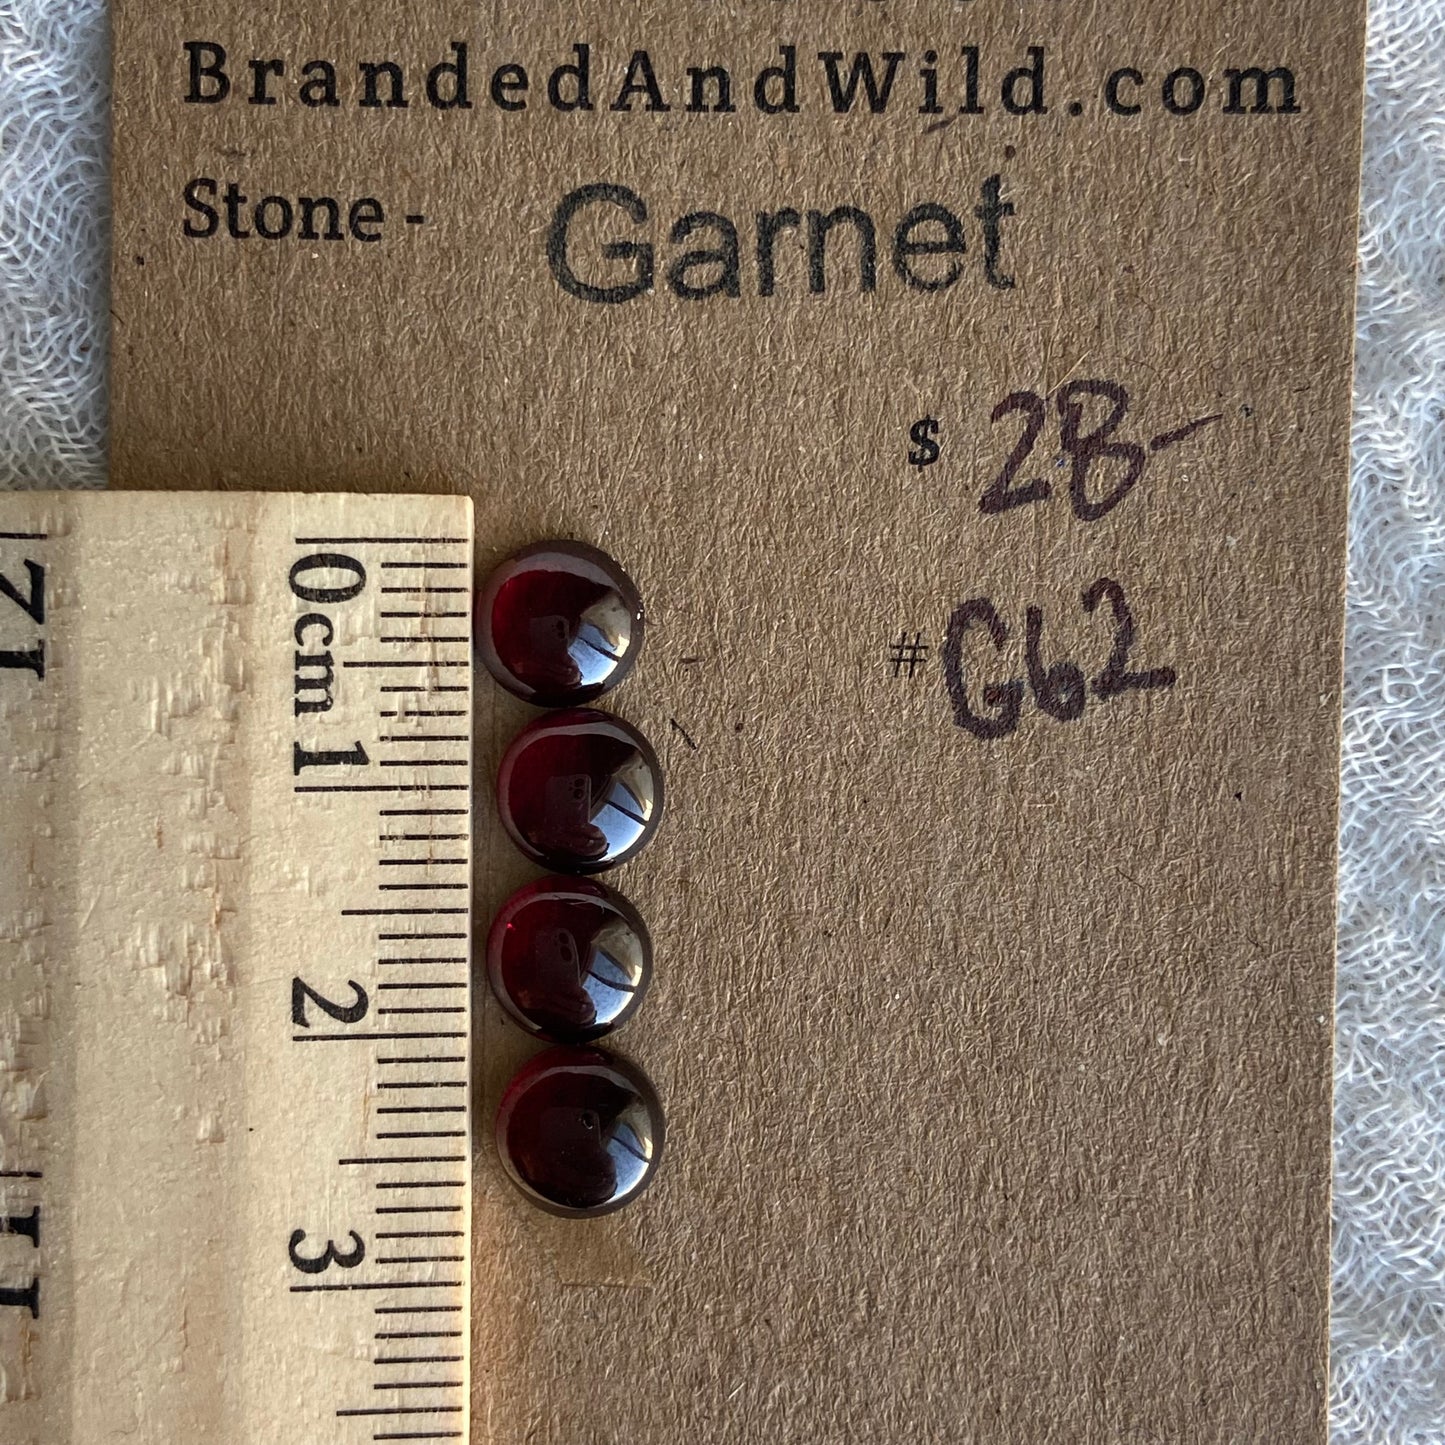 BrandedAndWild.com
Stone - Garnet
$ 28-
# G62
0cm 1
2
3